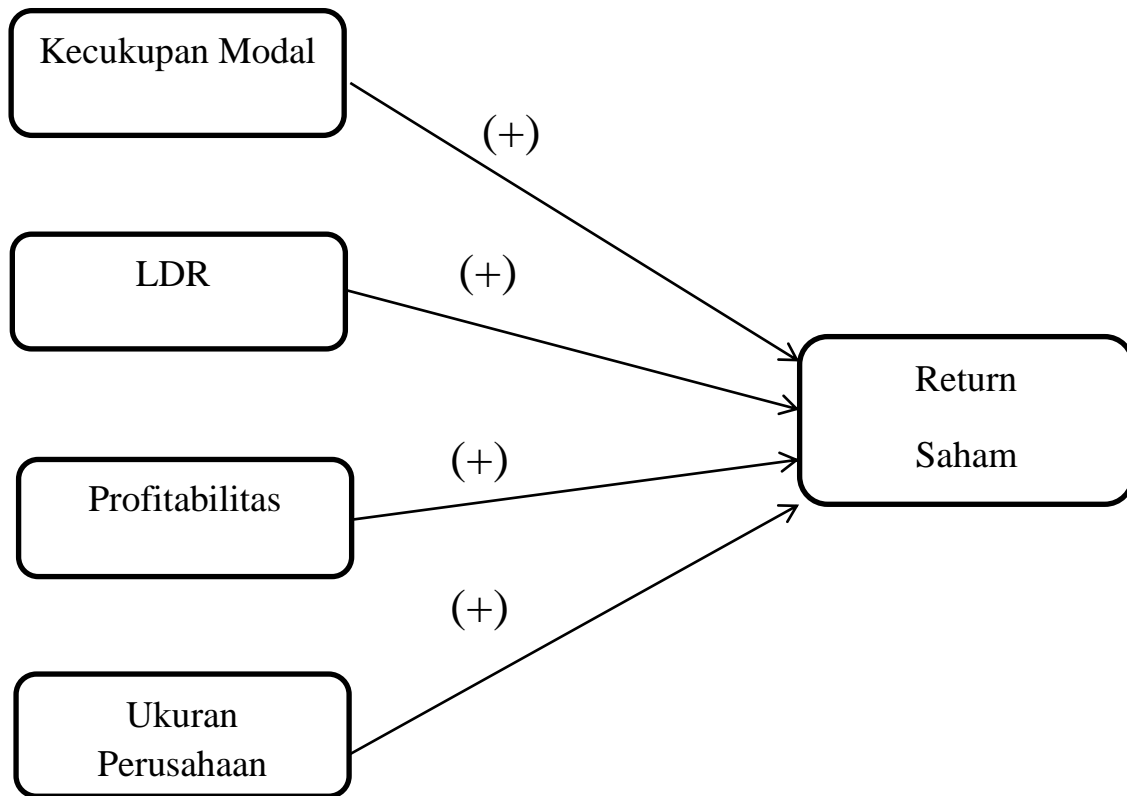 Kecukupan Modal
(+)
LDR
(+)
Return
Saham
(+)
Profitabilitas
(+)
Ukuran
Perusahaan